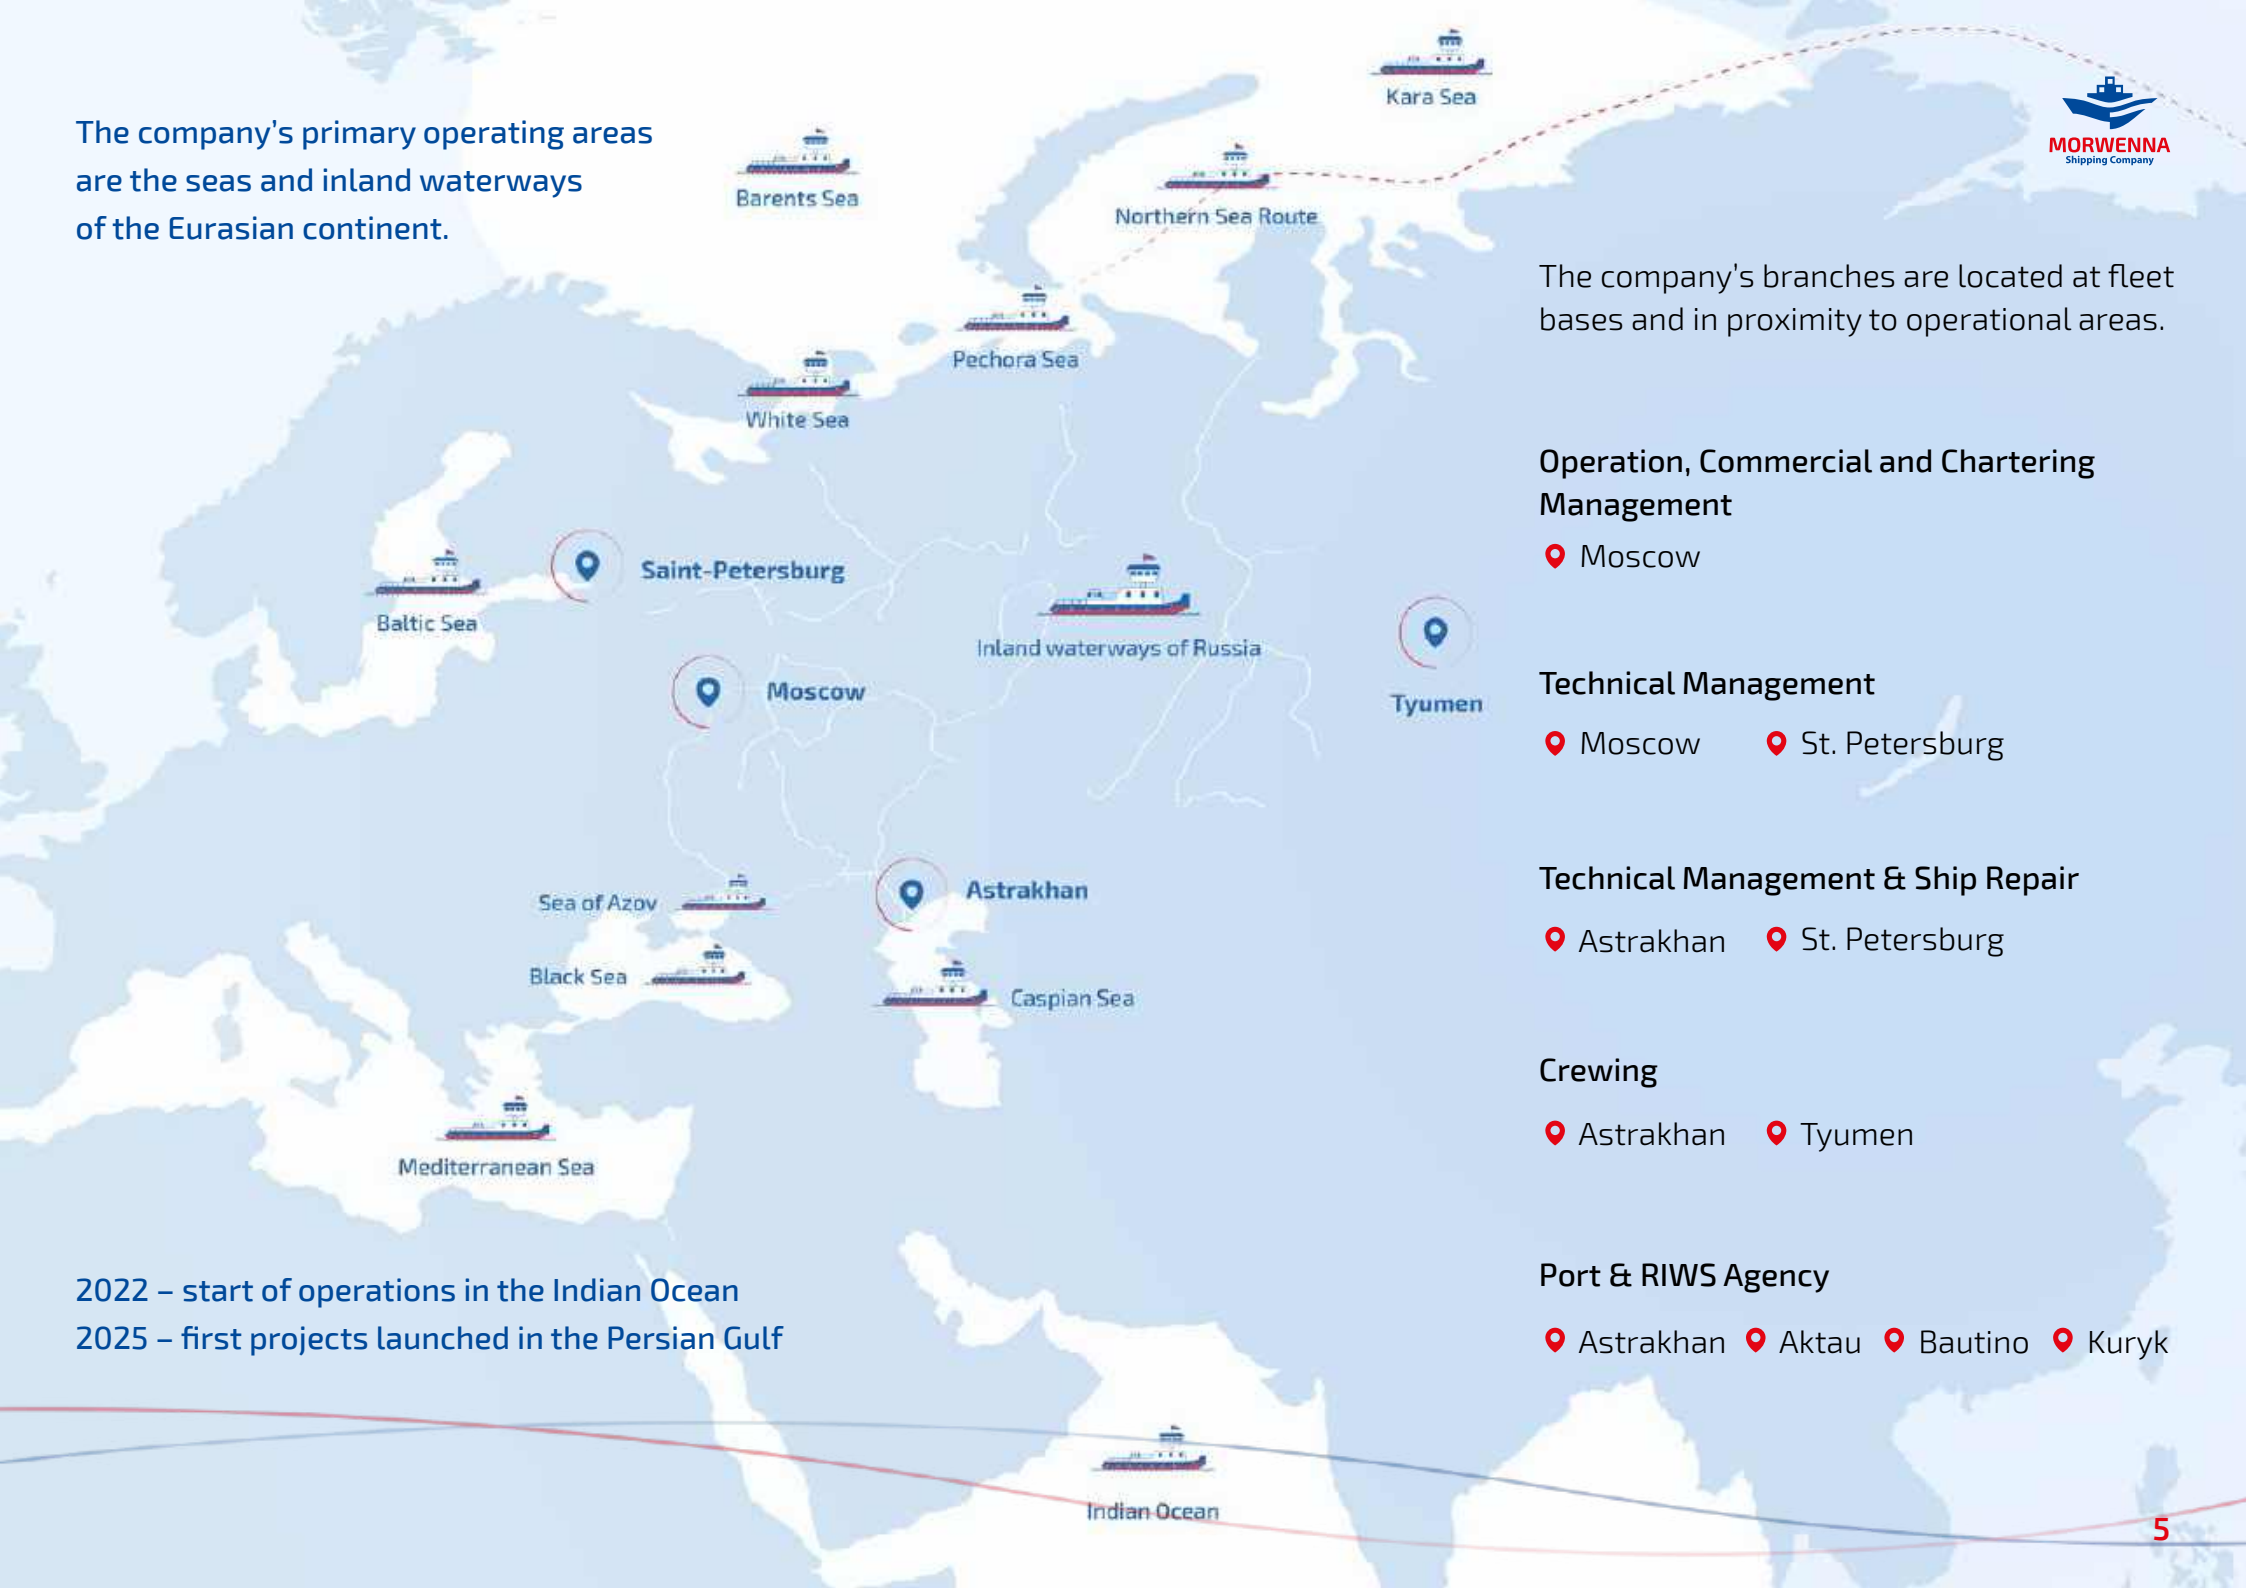 The company's primary operating areas
are the seas and inland waterways
of the Eurasian continent.
Kara Sea
Barents Sea
Northern Sea Route
Pechora Sea
White Sea
Saint-Petersburg
Baltic Sea
Inland waterways of Russia
Moscow
Tyumen
Sea of Azov
Astrakhan
Black Sea
Caspian Sea
Mediterranean Sea
Indian Ocean
2022 – start of operations in the Indian Ocean
2025 – first projects launched in the Persian Gulf
MORWENNA
Shipping Company
The company's branches are located at fleet
bases and in proximity to operational areas.
Operation, Commercial and Chartering
Management
Moscow
Technical Management
Moscow St. Petersburg
Technical Management & Ship Repair
Astrakhan St. Petersburg
Crewing
Astrakhan Tyumen
Port & RIWS Agency
Astrakhan Aktau Bautino Kuryk
5